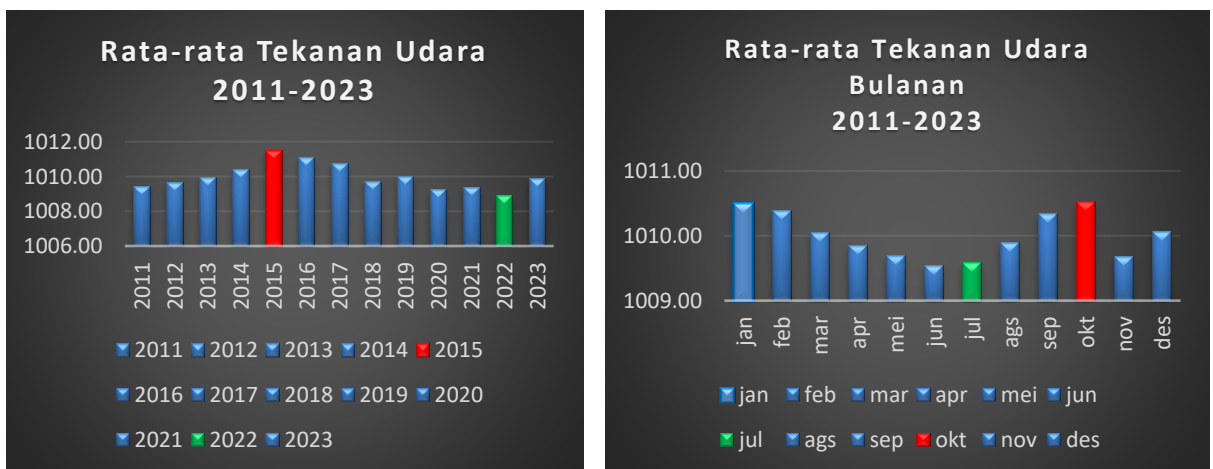 Rata-rata Tekanan Udara
2011-2023
1012.00
1010.00
1008.00
1006.00
2011
2012
2013
2014
2015
2016
2017
2018
2019
2020
2021
2022
2023
2011 2012 2013 2014 2015
2016 2017 2018 2019 2020
2021 2022 2023
Rata-rata Tekanan Udara
Bulanan
2011-2023
1011.00
1010.00
1009.00
jan
feb
mar
apr
mei
jun
jul
ags
sep
okt
nov
des
jan feb mar apr mei jun
jul ags sep okt nov des